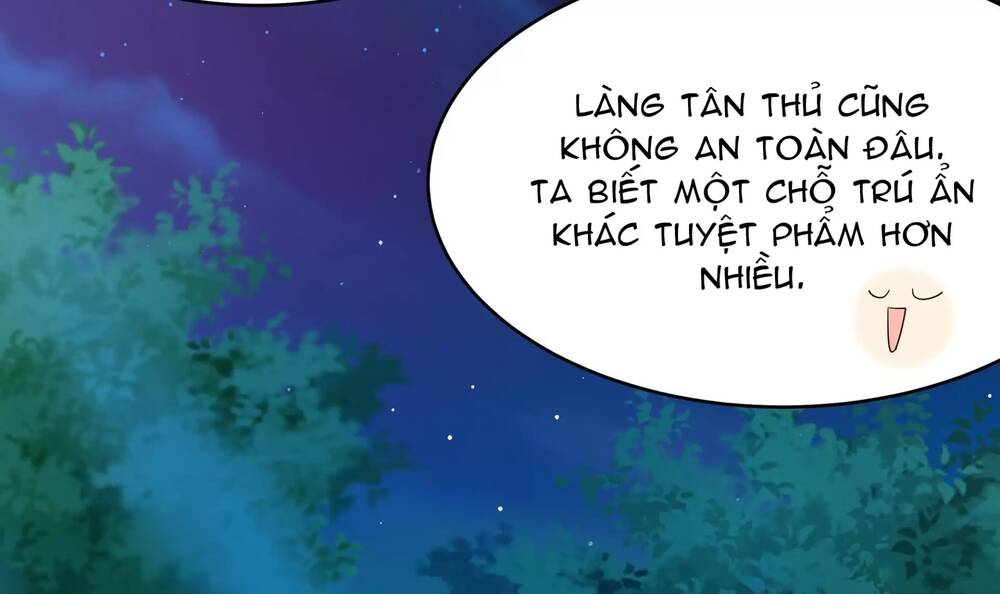 LÀNG TÂN THỦ CŨNG
KHÔNG AN TOÀN ĐÂU,
TA BIẾT MỘT CHỖ TRÚ ẨN
KHÁC TUYỆT PHẨM HƠN
NHIỀU.